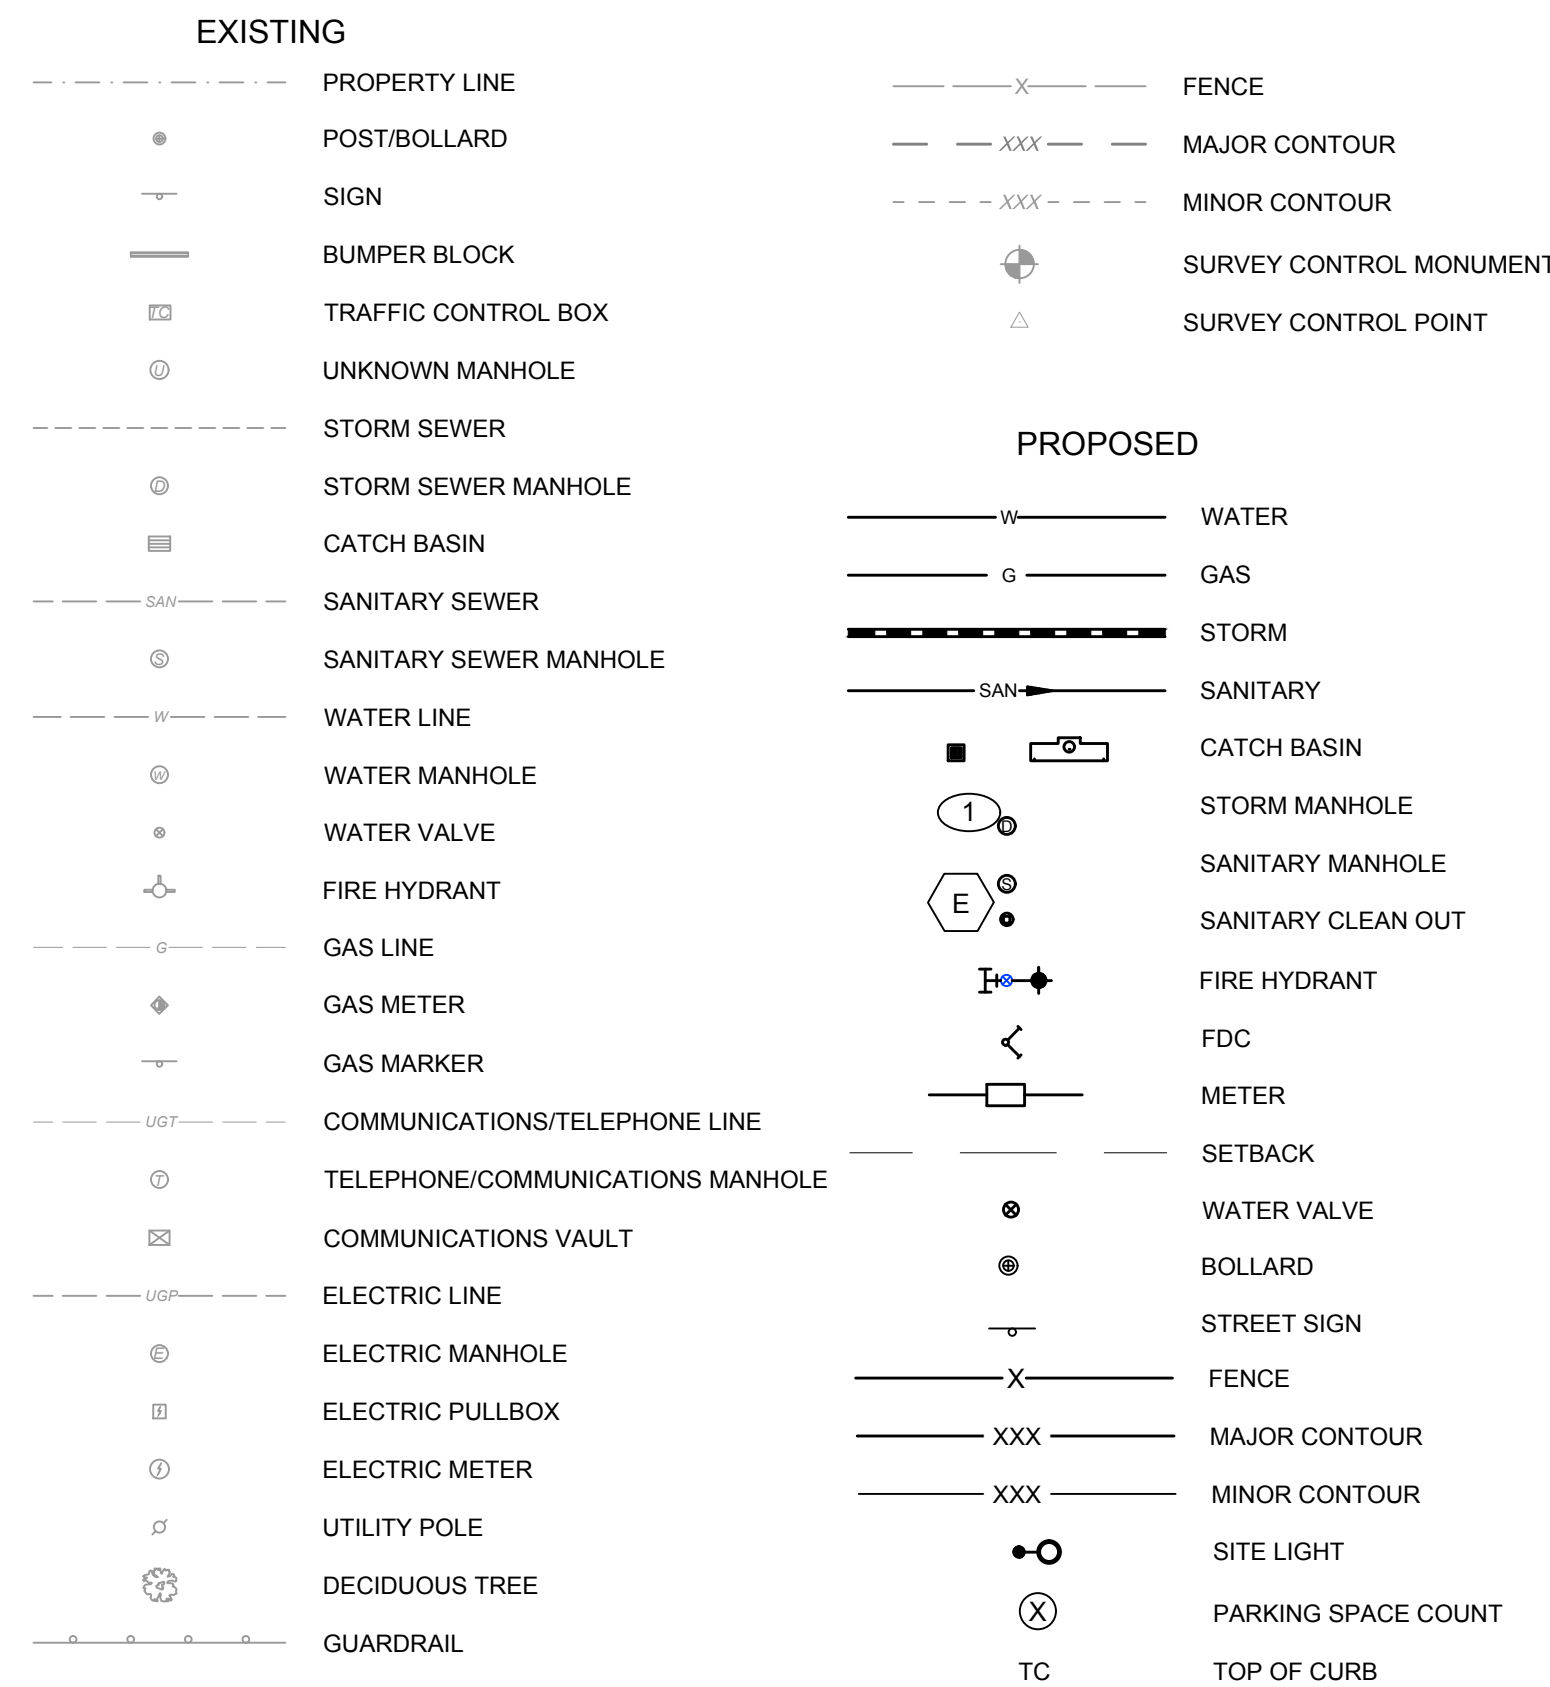 EXISTING
PROPERTY LINE
POST/BOLLARD
SIGN
BUMPER BLOCK
TC TRAFFIC CONTROL BOX
U UNKNOWN MANHOLE
STORM SEWER
D STORM SEWER MANHOLE
CATCH BASIN
SAN SANITARY SEWER
S SANITARY SEWER MANHOLE
W WATER LINE
W WATER MANHOLE
WATER VALVE
FIRE HYDRANT
G GAS LINE
GAS METER
GAS MARKER
UGT COMMUNICATIONS/TELEPHONE LINE
T TELEPHONE/COMMUNICATIONS MANHOLE
COMMUNICATIONS VAULT
UGP ELECTRIC LINE
E ELECTRIC MANHOLE
ELECTRIC PULLBOX
ELECTRIC METER
UTILITY POLE
DECIDUOUS TREE
GUARDRAIL
X FENCE
XXX MAJOR CONTOUR
XXX MINOR CONTOUR
SURVEY CONTROL MONUMENT
SURVEY CONTROL POINT
PROPOSED
W WATER
G GAS
STORM
SAN SANITARY
CATCH BASIN
1 D STORM MANHOLE
S SANITARY MANHOLE
E SANITARY CLEAN OUT
FIRE HYDRANT
FDC
METER
SETBACK
WATER VALVE
BOLLARD
STREET SIGN
X FENCE
XXX MAJOR CONTOUR
XXX MINOR CONTOUR
SITE LIGHT
X PARKING SPACE COUNT
TC TOP OF CURB